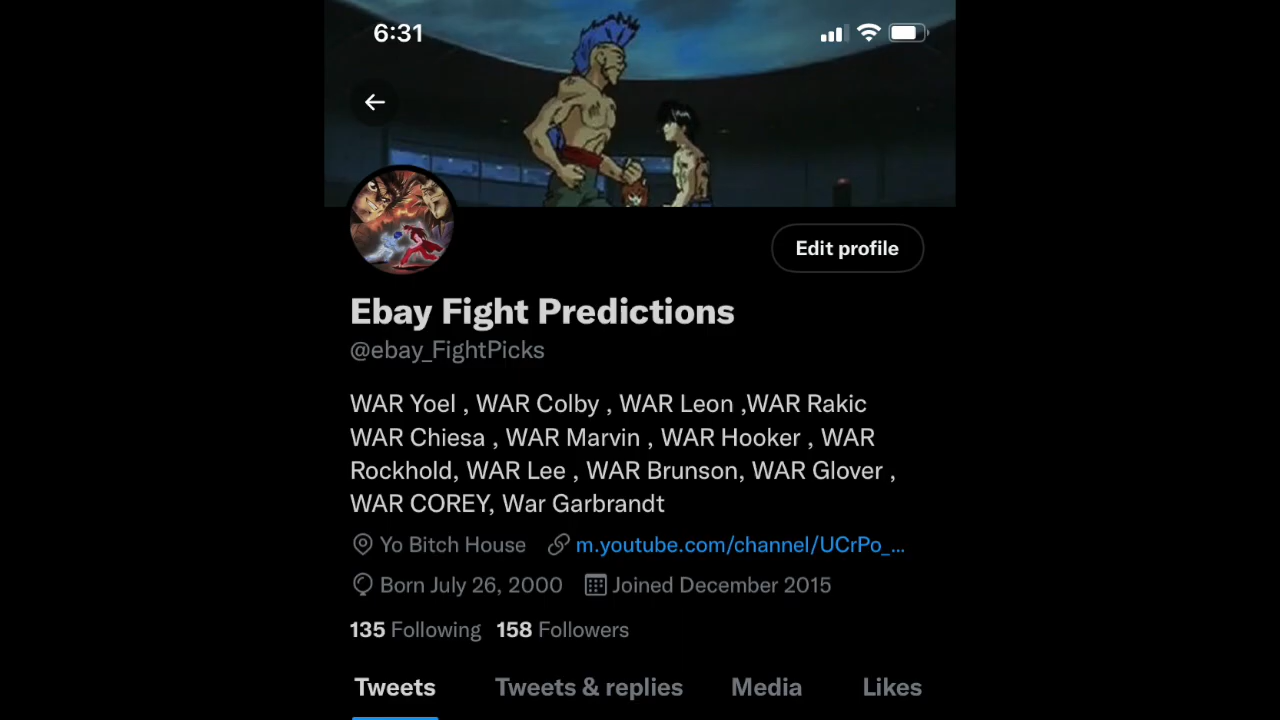 6:31
Edit profile
Ebay Fight Predictions
@ebay_FightPicks
WAR Yoel , WAR Colby , WAR Leon ,WAR Rakic
WAR Chiesa , WAR Marvin , WAR Hooker , WAR
Rockhold, WAR Lee , WAR Brunson, WAR Glover ,
WAR COREY, War Garbrandt
Yo Bitch House m.youtube.com/channel/UCrPo_...
Born July 26, 2000 Joined December 2015
135 Following 158 Followers
Tweets Tweets & replies Media Likes